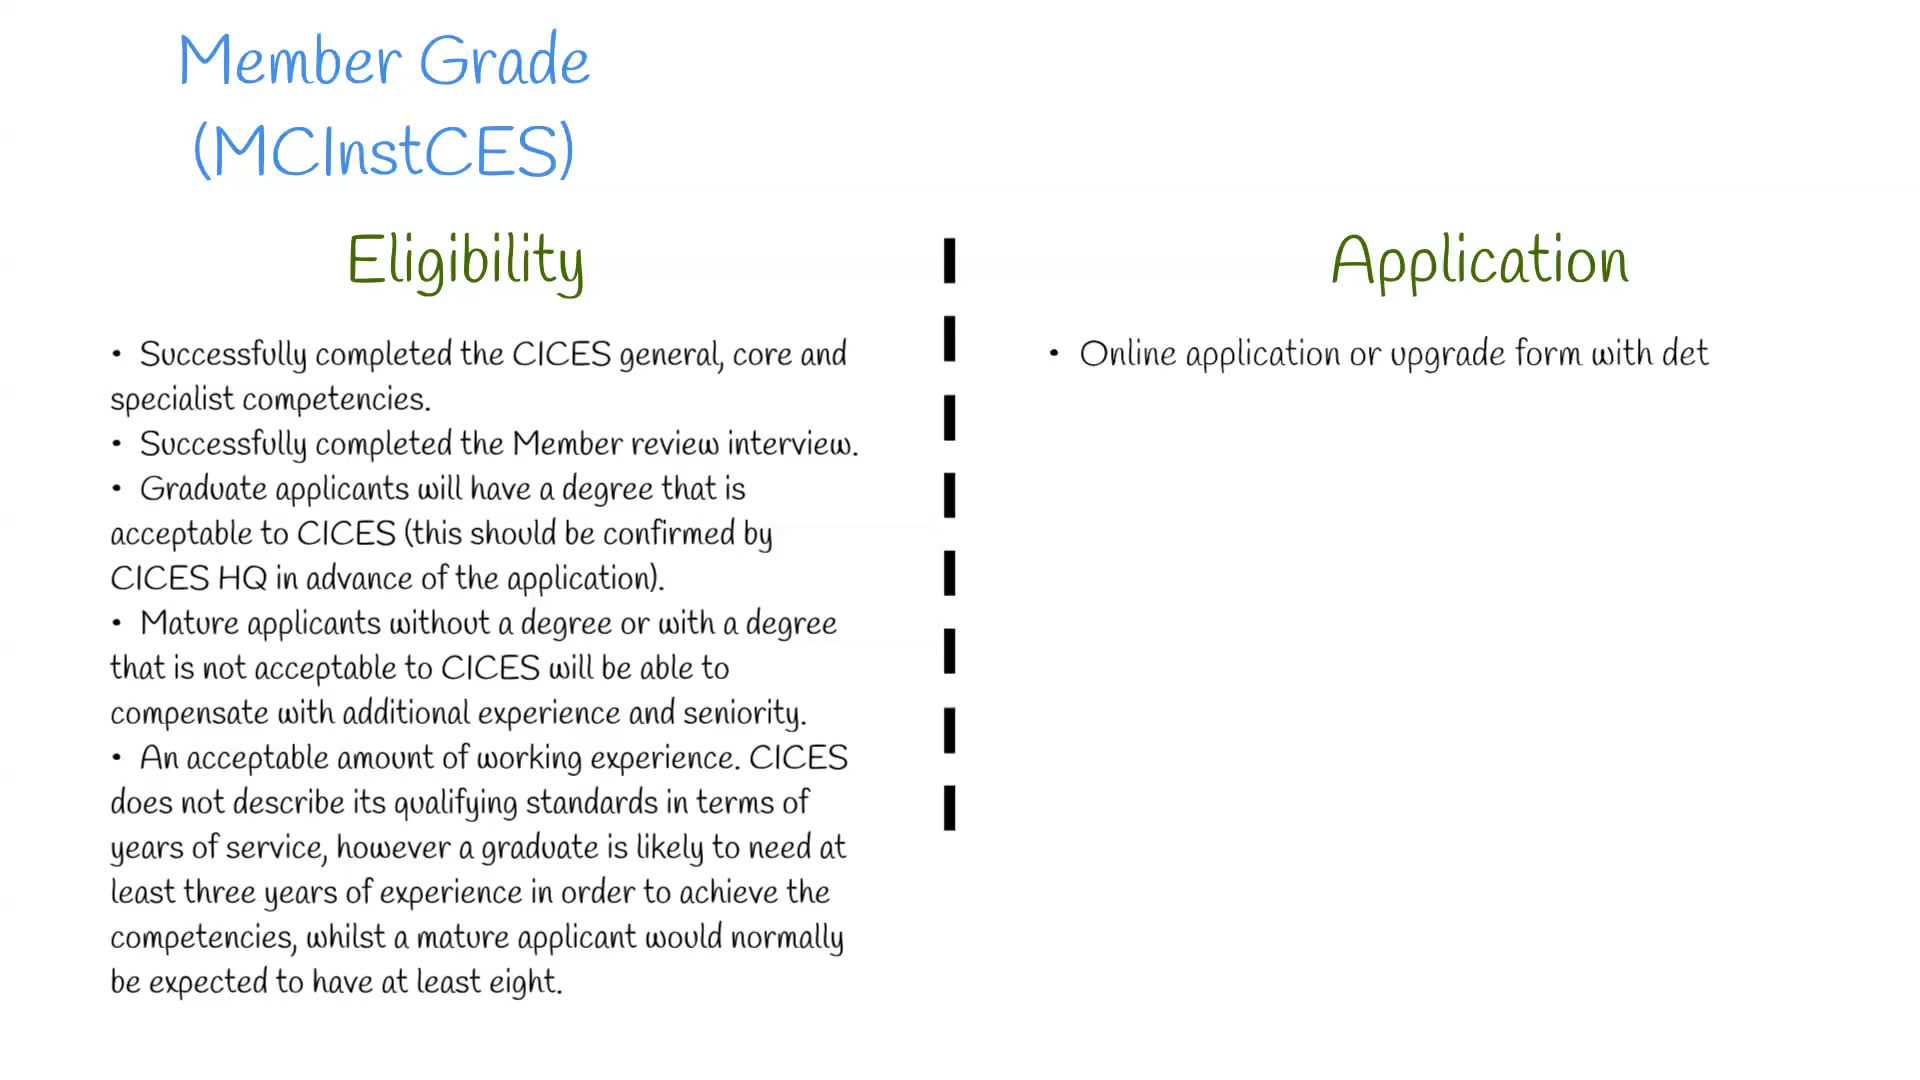 Member Grade
(MCInstCES)
Eligibility
• Successfully completed the CICES general, core and
specialist competencies.
• Successfully completed the Member review interview.
• Graduate applicants will have a degree that is
acceptable to CICES (this should be confirmed by
CICES HQ in advance of the application).
• Mature applicants without a degree or with a degree
that is not acceptable to CICES will be able to
compensate with additional experience and seniority.
• An acceptable amount of working experience. CICES
does not describe its qualifying standards in terms of
years of service, however a graduate is likely to need at
least three years of experience in order to achieve the
competencies, whilst a mature applicant would normally
be expected to have at least eight.
Application
• Online application or upgrade form with det